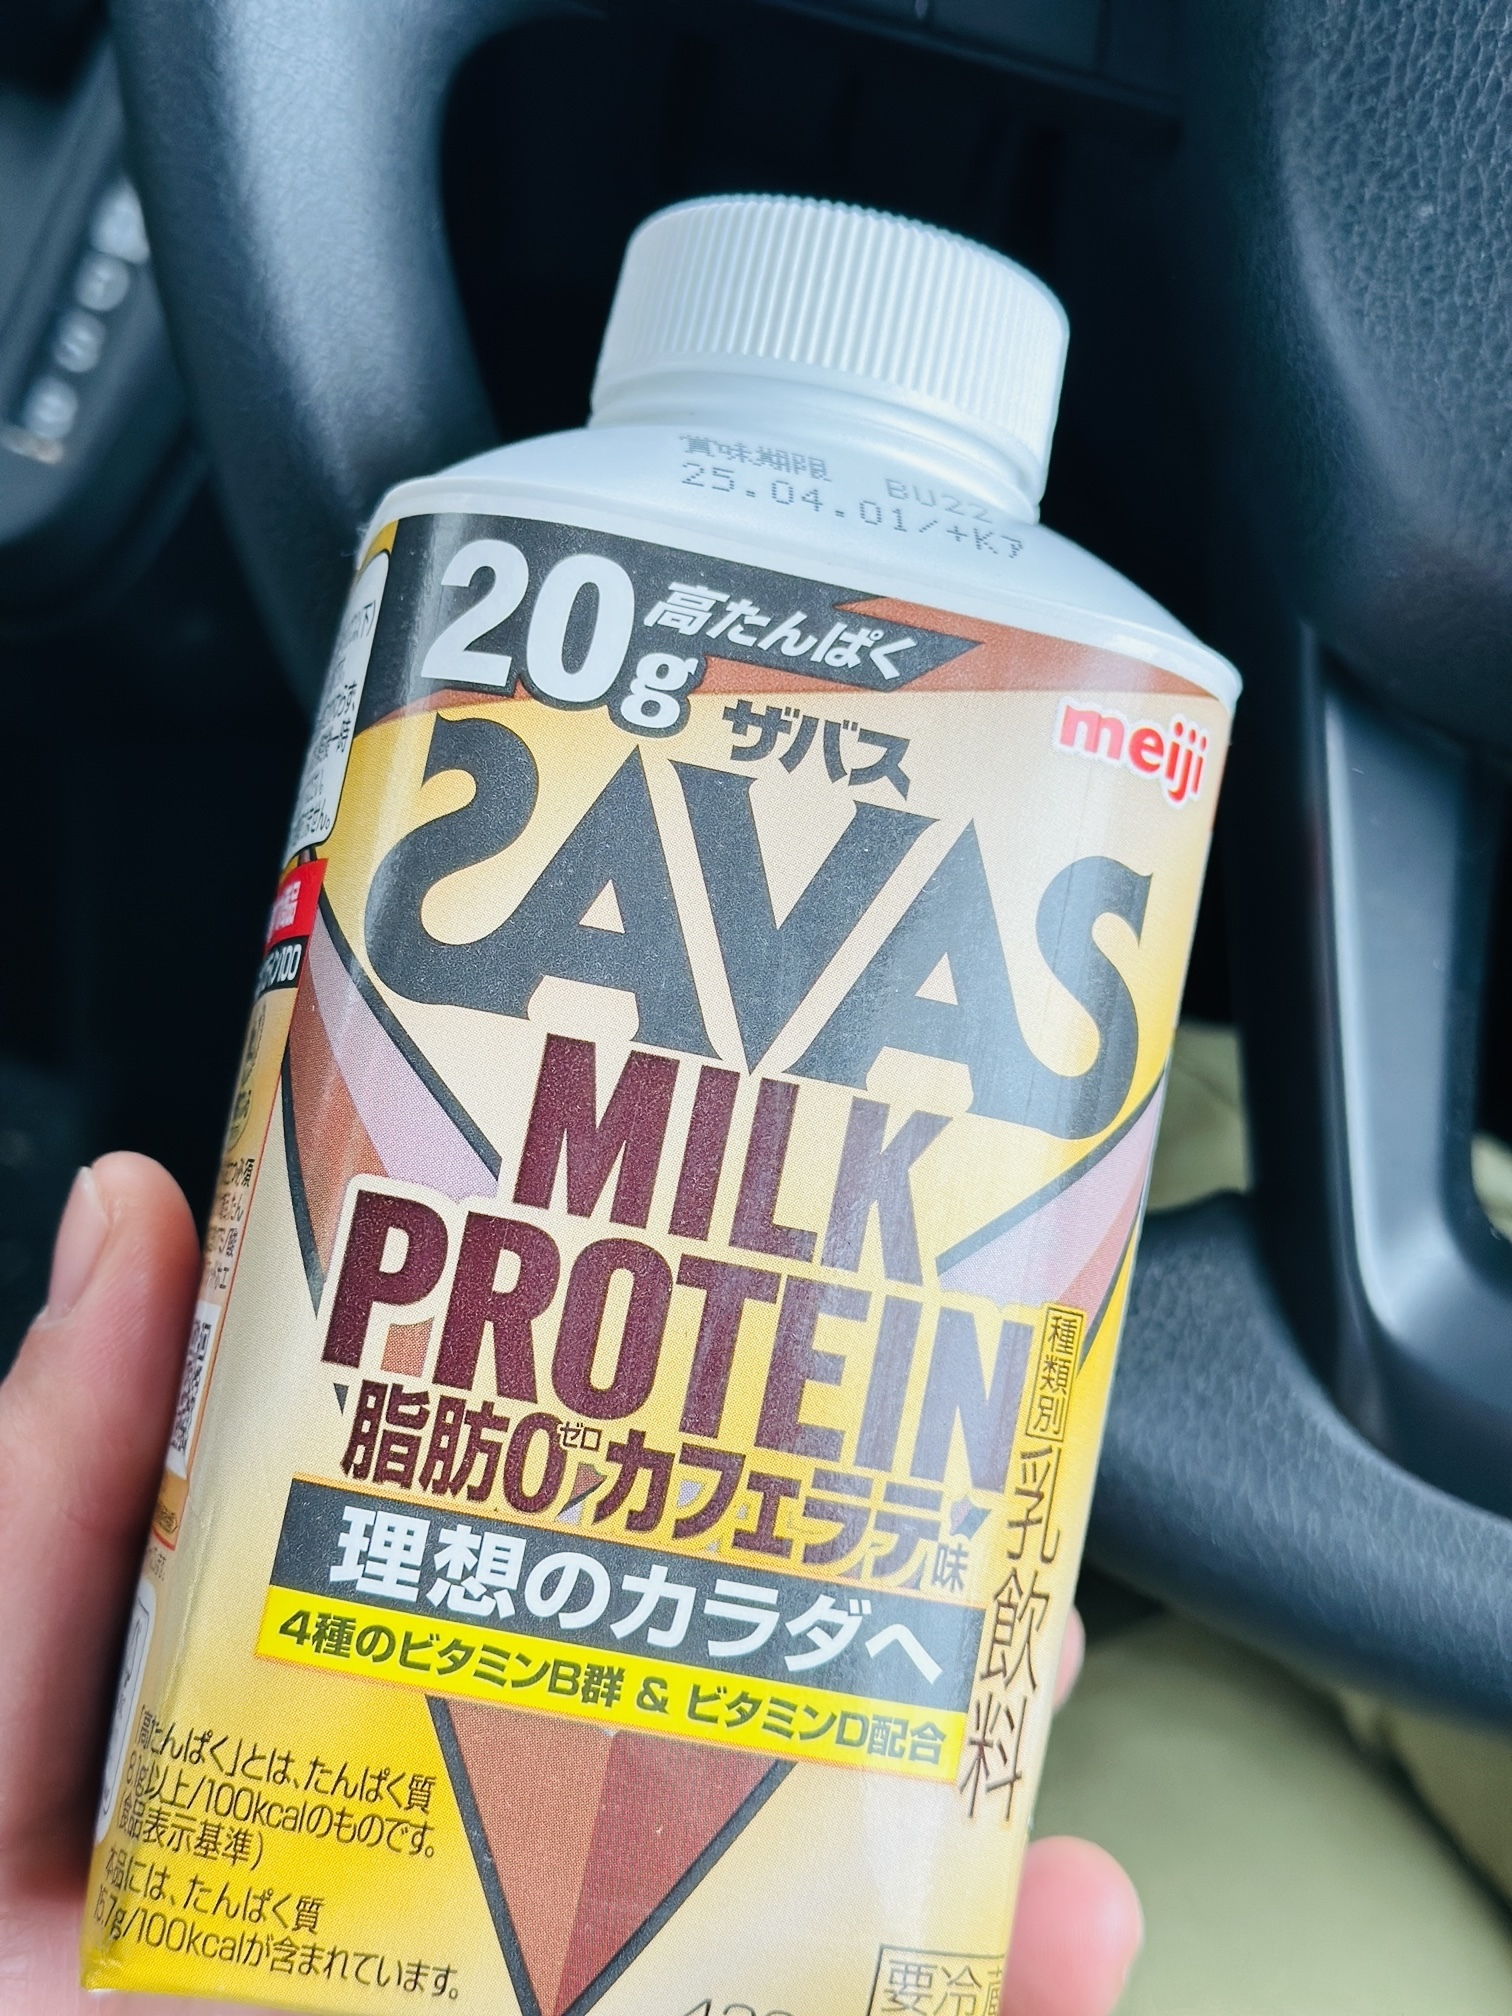 賞味期限 BU22
25.04.01/+Kア
20g 高たんぱく
meiji
ザバス
SAVAS
MILK
PROTEIN
脂肪0ゼロ カフェラテ味
理想のカラダへ
4種のビタミンB群 & ビタミンD配合
種類別 乳飲料
「高たんぱく」とは、たんぱく質
8.1g以上/100kcalのものです。
(食品表示基準)
本品には、たんぱく質
15.7g/100kcalが含まれています。
要冷